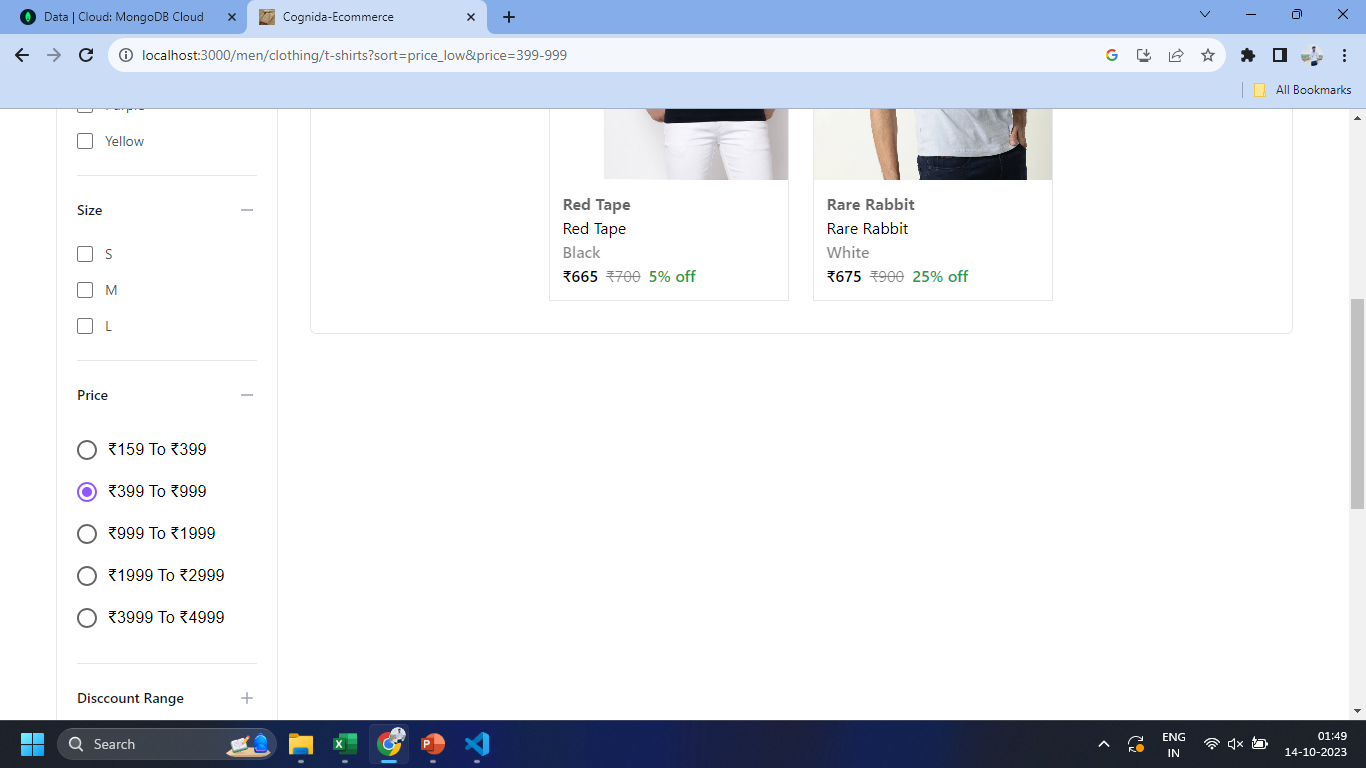 Data | Cloud: MongoDB Cloud
Cognida-Ecommerce
localhost:3000/men/clothing/t-shirts?sort=price_low&price=399-999
All Bookmarks
Purple
Yellow
Size
S
M
L
Price
₹159 To ₹399
₹399 To ₹999
₹999 To ₹1999
₹1999 To ₹2999
₹3999 To ₹4999
Disccount Range
Red Tape
Red Tape
Black
₹665 ₹700 5% off
Rare Rabbit
Rare Rabbit
White
₹675 ₹900 25% off
Search
ENG
IN
01:49
14-10-2023